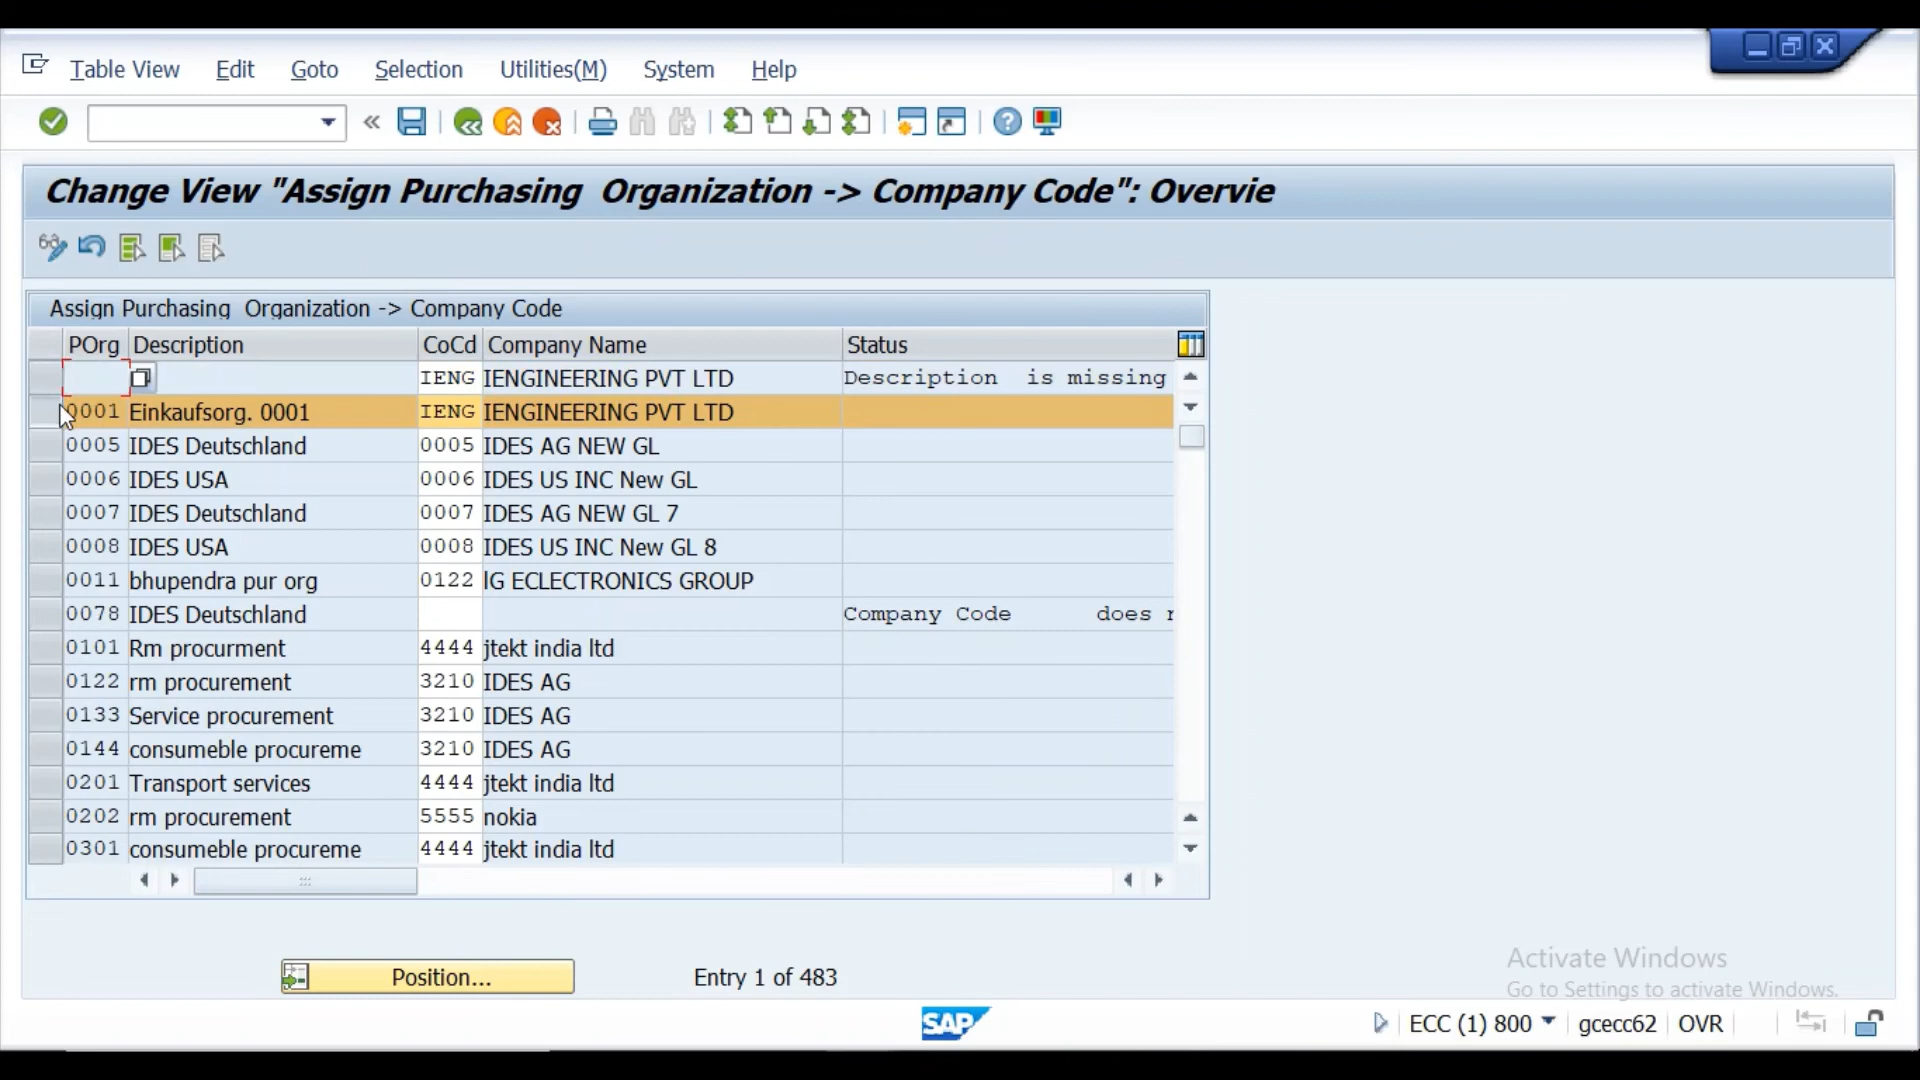 Table View Edit Goto Selection Utilities(M) System Help
Change View "Assign Purchasing Organization -> Company Code": Overvie
Assign Purchasing Organization -> Company Code
POrg Description CoCd Company Name Status
IENG IENGINEERING PVT LTD Description is missing
0001 Einkaufsorg. 0001 IENG IENGINEERING PVT LTD
0005 IDES Deutschland 0005 IDES AG NEW GL
0006 IDES USA 0006 IDES US INC New GL
0007 IDES Deutschland 0007 IDES AG NEW GL 7
0008 IDES USA 0008 IDES US INC New GL 8
0011 bhupendra pur org 0122 IG ECLECTRONICS GROUP
0078 IDES Deutschland Company Code does r
0101 Rm procurment 4444 jtekt india ltd
0122 rm procurement 3210 IDES AG
0133 Service procurement 3210 IDES AG
0144 consumeble procureme 3210 IDES AG
0201 Transport services 4444 jtekt india ltd
0202 rm procurement 5555 nokia
0301 consumeble procureme 4444 jtekt india ltd
Position... Entry 1 of 483
Activate Windows
Go to Settings to activate Windows.
SAP ECC (1) 800 gcecc62 OVR